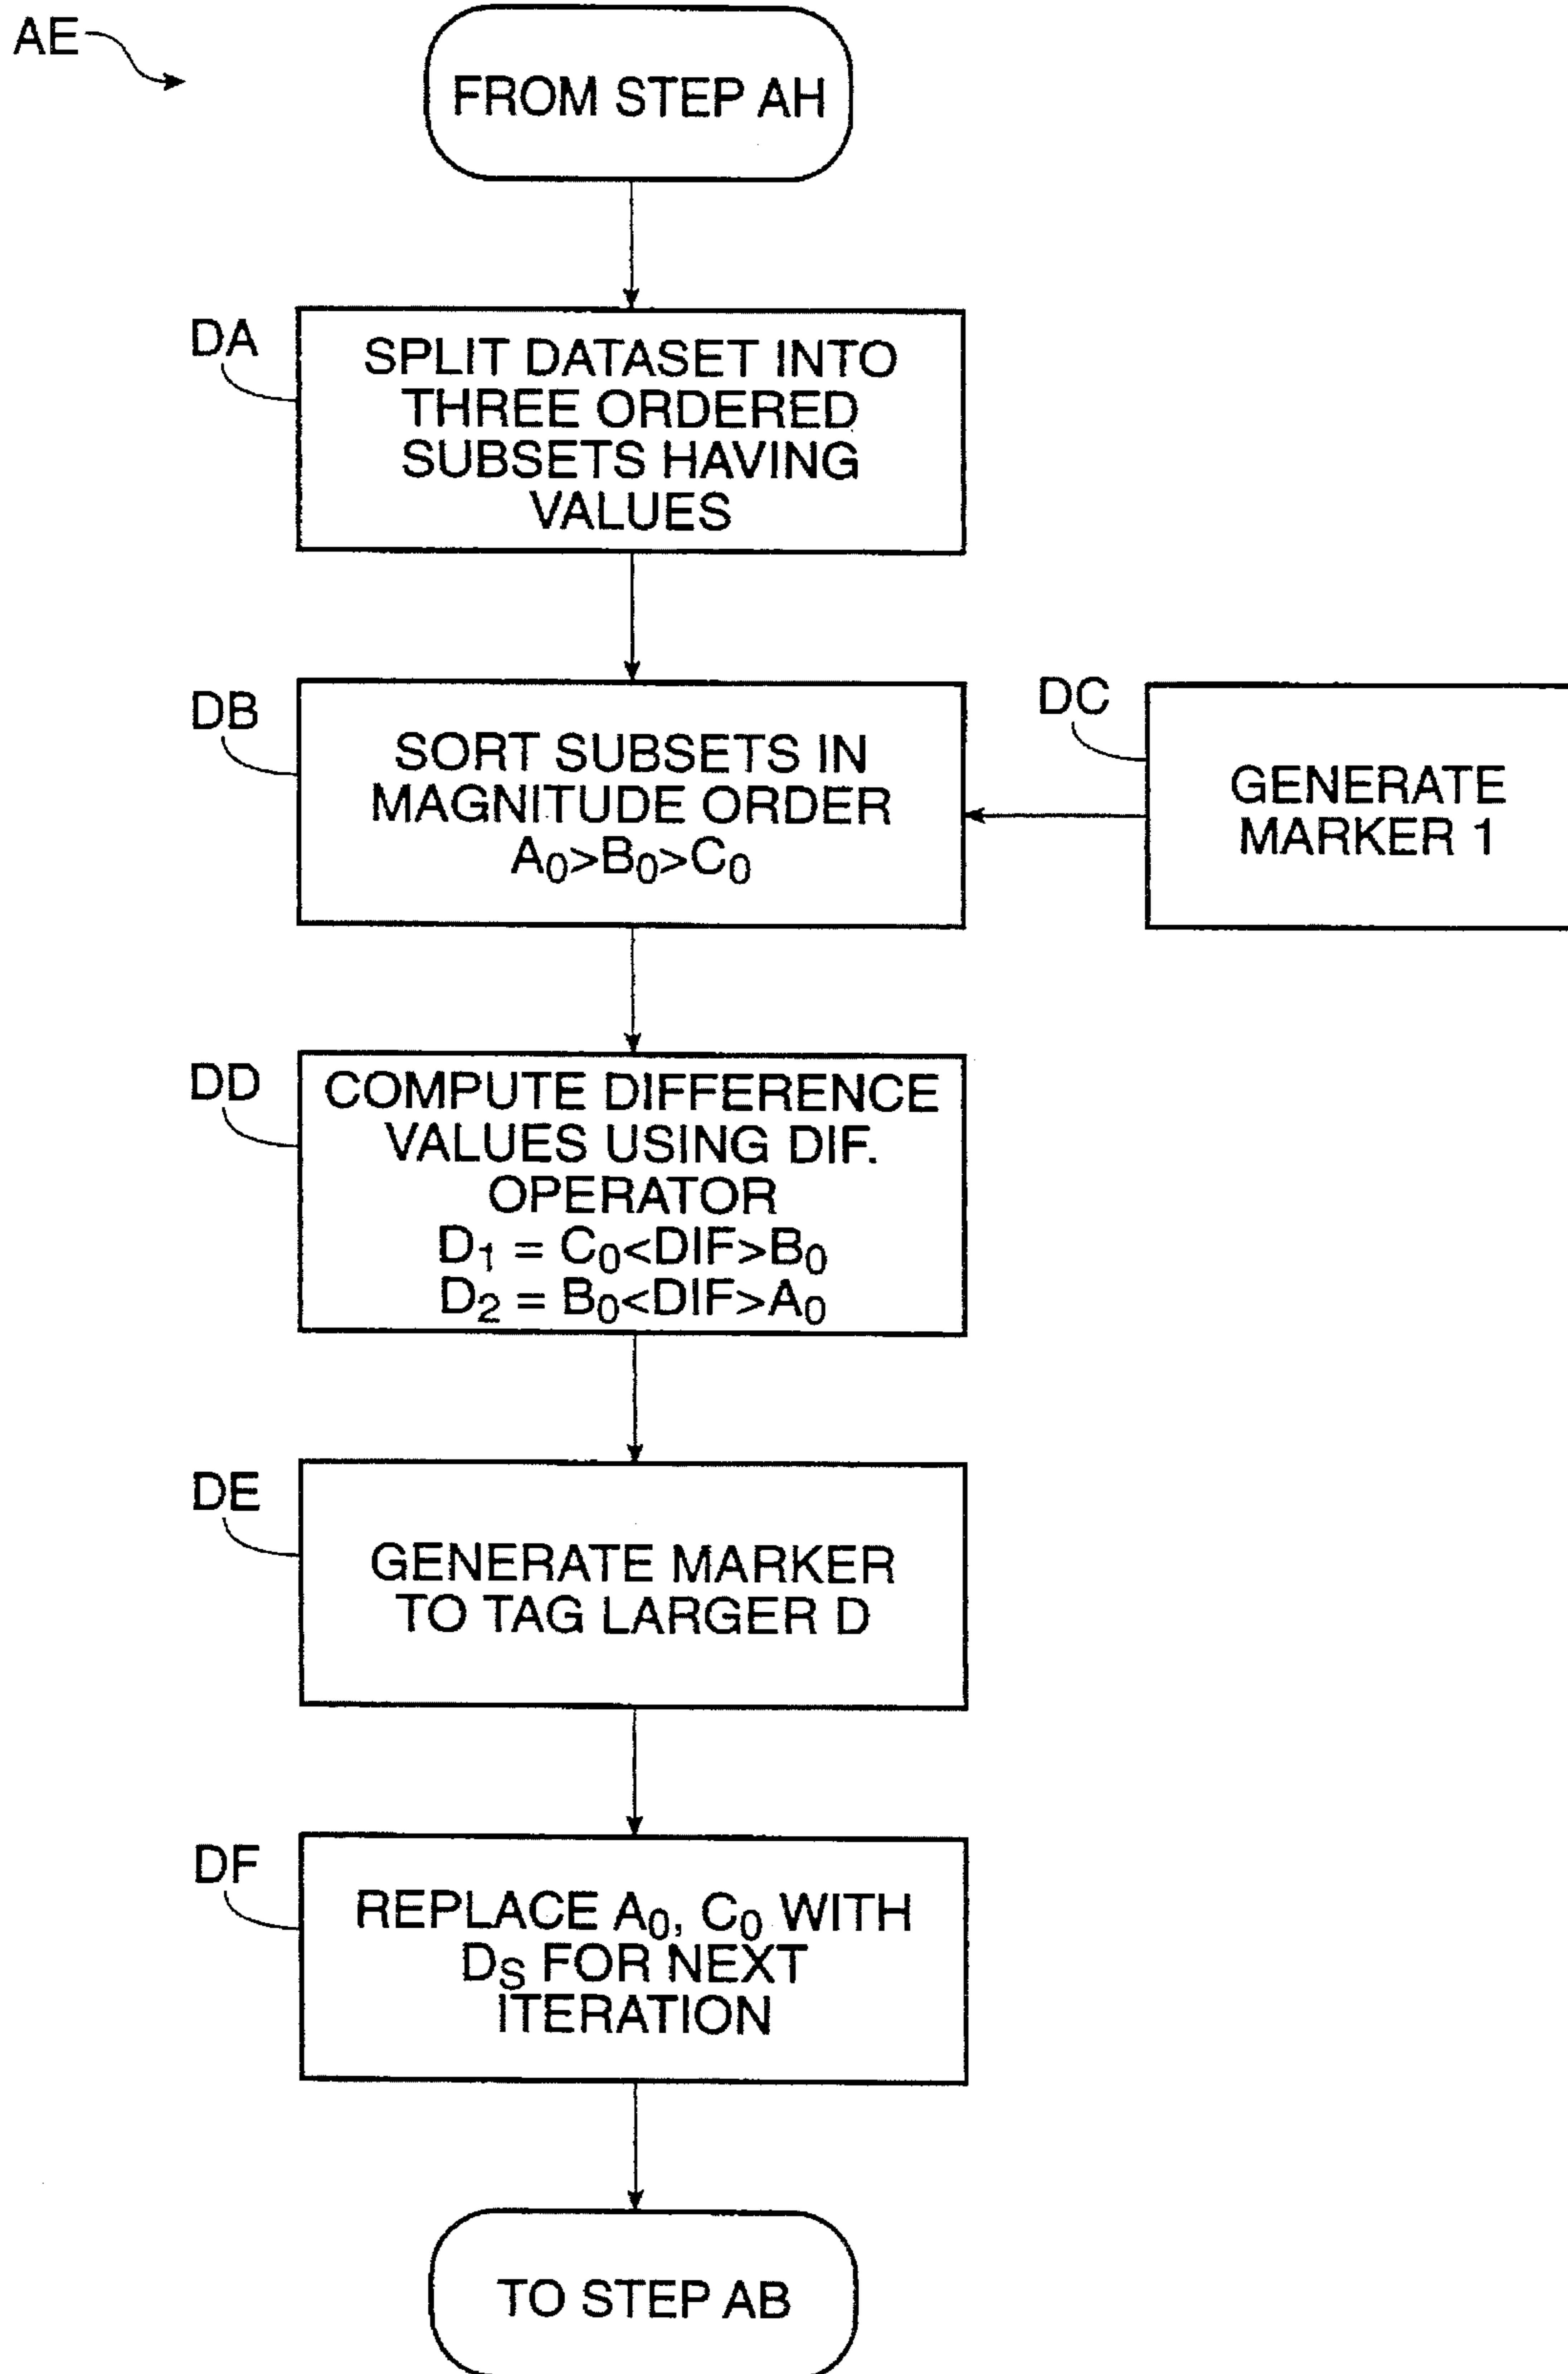 AE
FROM STEP AH
DA
SPLIT DATASET INTO
THREE ORDERED
SUBSETS HAVING
VALUES
DB
SORT SUBSETS IN
MAGNITUDE ORDER
A₀>B₀>C₀
DC
GENERATE
MARKER 1
DD
COMPUTE DIFFERENCE
VALUES USING DIF.
OPERATOR
D₁ = C₀<DIF>B₀
D₂ = B₀<DIF>A₀
DE
GENERATE MARKER
TO TAG LARGER D
DF
REPLACE A₀, C₀ WITH
D_S FOR NEXT
ITERATION
TO STEP AB